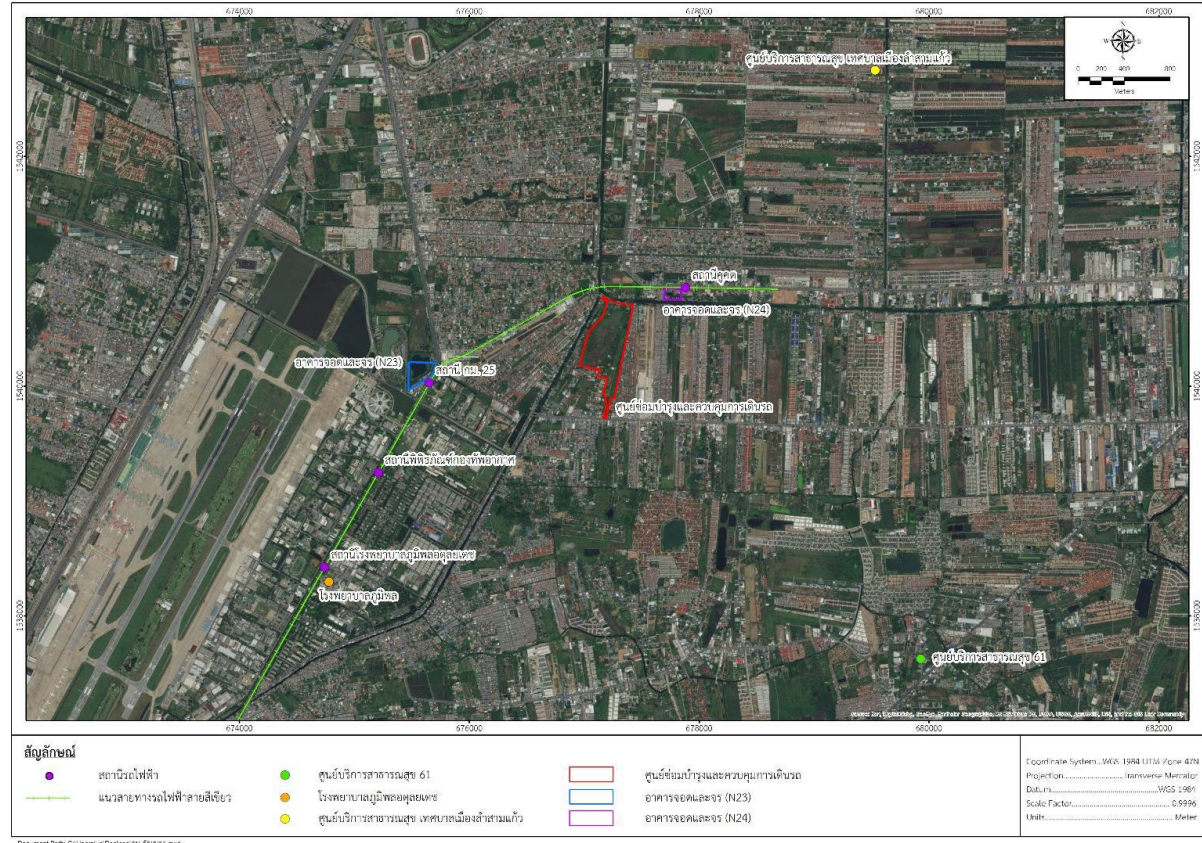 674000 676000 678000 680000 682000
N
W E
S
0 200 400 800
Meters
ศูนย์บริการสาธารณสุข เทศบาลเมืองลำสามแก้ว
1542000 1542000
สถานีคูคต
อาคารจอดและจร (N24)
อาคารจอดและจร (N23)
สถานี กม. 25
1540000 1540000
ศูนย์ซ่อมบำรุงและควบคุมการเดินรถ
สถานีพิพิธภัณฑ์กองทัพอากาศ
สถานีโรงพยาบาลภูมิพลอดุลยเดช
โรงพยาบาลภูมิพล
1538000 1538000
ศูนย์บริการสาธารณสุข 61
674000 676000 678000 680000 682000
สัญลักษณ์
สถานีรถไฟฟ้า
แนวสายทางรถไฟฟ้าสายสีเขียว
ศูนย์บริการสาธารณสุข 61
โรงพยาบาลภูมิพลอดุลยเดช
ศูนย์บริการสาธารณสุข เทศบาลเมืองลำสามแก้ว
ศูนย์ซ่อมบำรุงและควบคุมการเดินรถ
อาคารจอดและจร (N23)
อาคารจอดและจร (N24)
Coordinate System...WGS 1984 UTM Zone 47N
Projection...............Transverse Mercator
Datum...............WGS 1984
Scale Factor...............0.9996
Units...............Meter